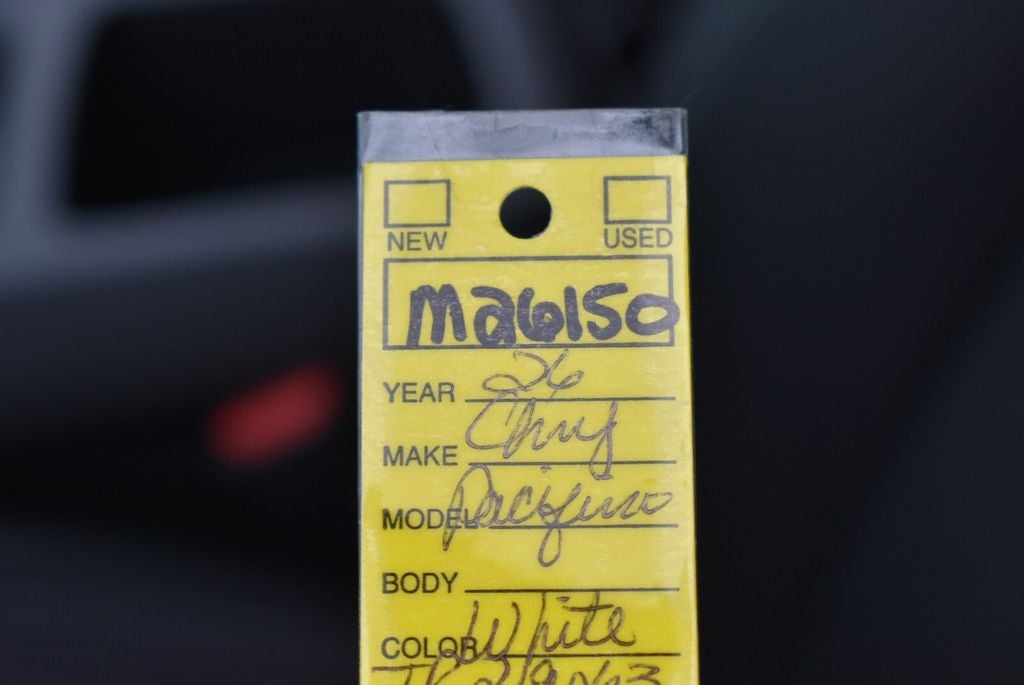 NEW USED
Ma6150
YEAR 26
MAKE Chry
MODEL Pacifica
BODY
COLOR White